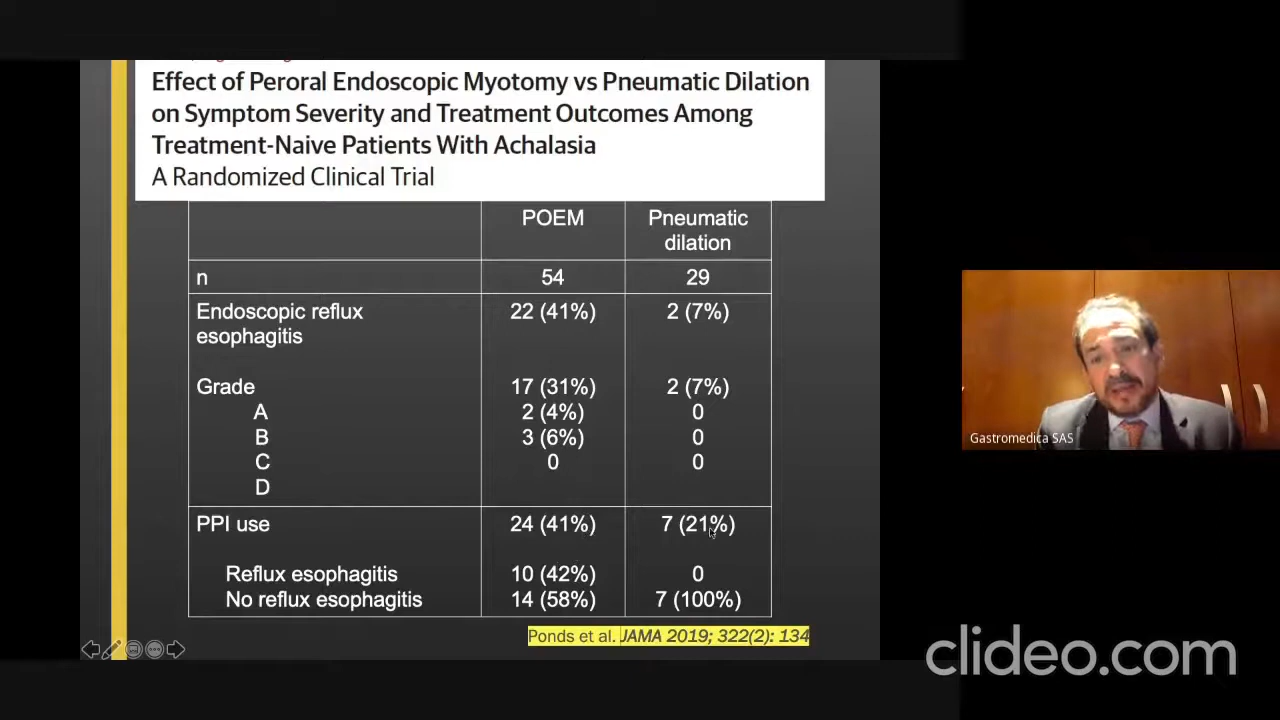 Effect of Peroral Endoscopic Myotomy vs Pneumatic Dilation
on Symptom Severity and Treatment Outcomes Among
Treatment-Naive Patients With Achalasia
A Randomized Clinical Trial
POEM Pneumatic
dilation
n 54 29
Endoscopic reflux 22 (41%) 2 (7%)
esophagitis
Grade 17 (31%) 2 (7%)
A 2 (4%) 0
B 3 (6%) 0
C 0 0
D
PPI use 24 (41%) 7 (21%)
Reflux esophagitis 10 (42%) 0
No reflux esophagitis 14 (58%) 7 (100%)
Ponds et al. JAMA 2019; 322(2): 134
Gastromedica SAS
clideo.com